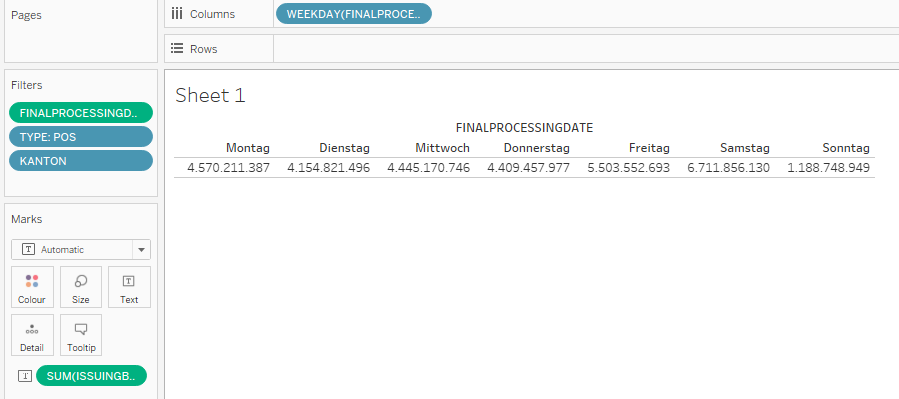 Pages
Columns
WEEKDAY(FINALPROCE..
Rows
Filters
FINALPROCESSINGD..
TYPE: POS
KANTON
Sheet 1
FINALPROCESSINGDATE
Montag Dienstag Mittwoch Donnerstag Freitag Samstag Sonntag
4.570.211.387 4.154.821.496 4.445.170.746 4.409.457.977 5.503.552.693 6.711.856.130 1.188.748.949
Marks
T Automatic
Colour Size T Text
Detail Tooltip
T SUM(ISSUINGB..